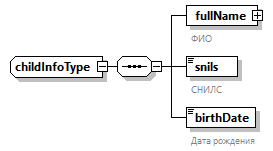 fullName
ФИО
childInfoType
snils
СНИЛС
birthDate
Дата рождения